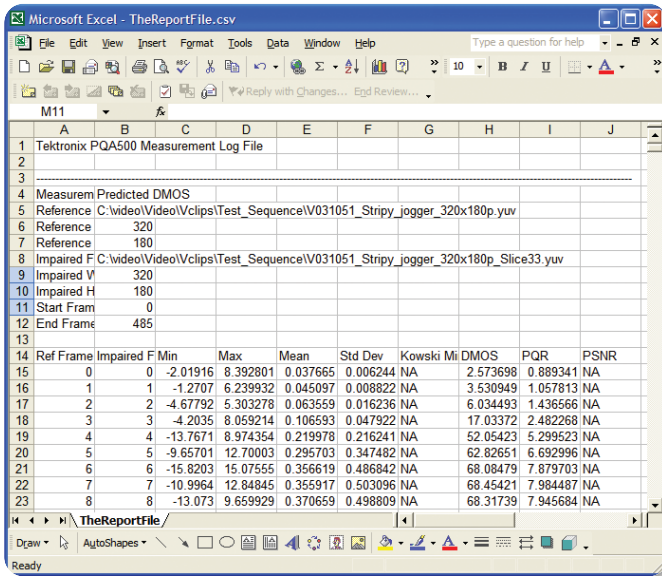 Microsoft Excel - TheReportFile.csv
File Edit View Insert Format Tools Data Window Help Type a question for help
10 B I U A
Reply with Changes... End Review...
M11 fx
A B C D E F G H I J
1 Tektronix PQA500 Measurement Log File
2
3 --------------------------------------------------------------------------------
4 Measurem Predicted DMOS
5 Reference C:\video\Video\Vclips\Test_Sequence\V031051_Stripy_jogger_320x180p.yuv
6 Reference 320
7 Reference 180
8 Impaired F C:\video\Video\Vclips\Test_Sequence\V031051_Stripy_jogger_320x180p_Slice33.yuv
9 Impaired W 320
10 Impaired H 180
11 Start Fram 0
12 End Frame 485
13
14 Ref Frame Impaired F Min Max Mean Std Dev Kowski Mi DMOS PQR PSNR
15 0 0 -2.01916 8.392801 0.037665 0.006244 NA 2.573698 0.889341 NA
16 1 1 -1.2707 6.239932 0.045097 0.008822 NA 3.530949 1.057813 NA
17 2 2 -4.67792 5.303278 0.063559 0.016236 NA 6.034493 1.436566 NA
18 3 3 -4.2035 8.059214 0.106593 0.047922 NA 17.03372 2.482268 NA
19 4 4 -13.7671 8.974354 0.219978 0.216241 NA 52.05423 5.299523 NA
20 5 5 -9.65701 12.70003 0.295703 0.347482 NA 62.82651 6.692996 NA
21 6 6 -15.8203 15.07555 0.356619 0.486842 NA 68.08479 7.879703 NA
22 7 7 -10.9964 12.84845 0.355917 0.503096 NA 68.45421 7.984487 NA
23 8 8 -13.073 9.659929 0.370659 0.498809 NA 68.31739 7.945684 NA
TheReportFile
Draw AutoShapes A A
Ready